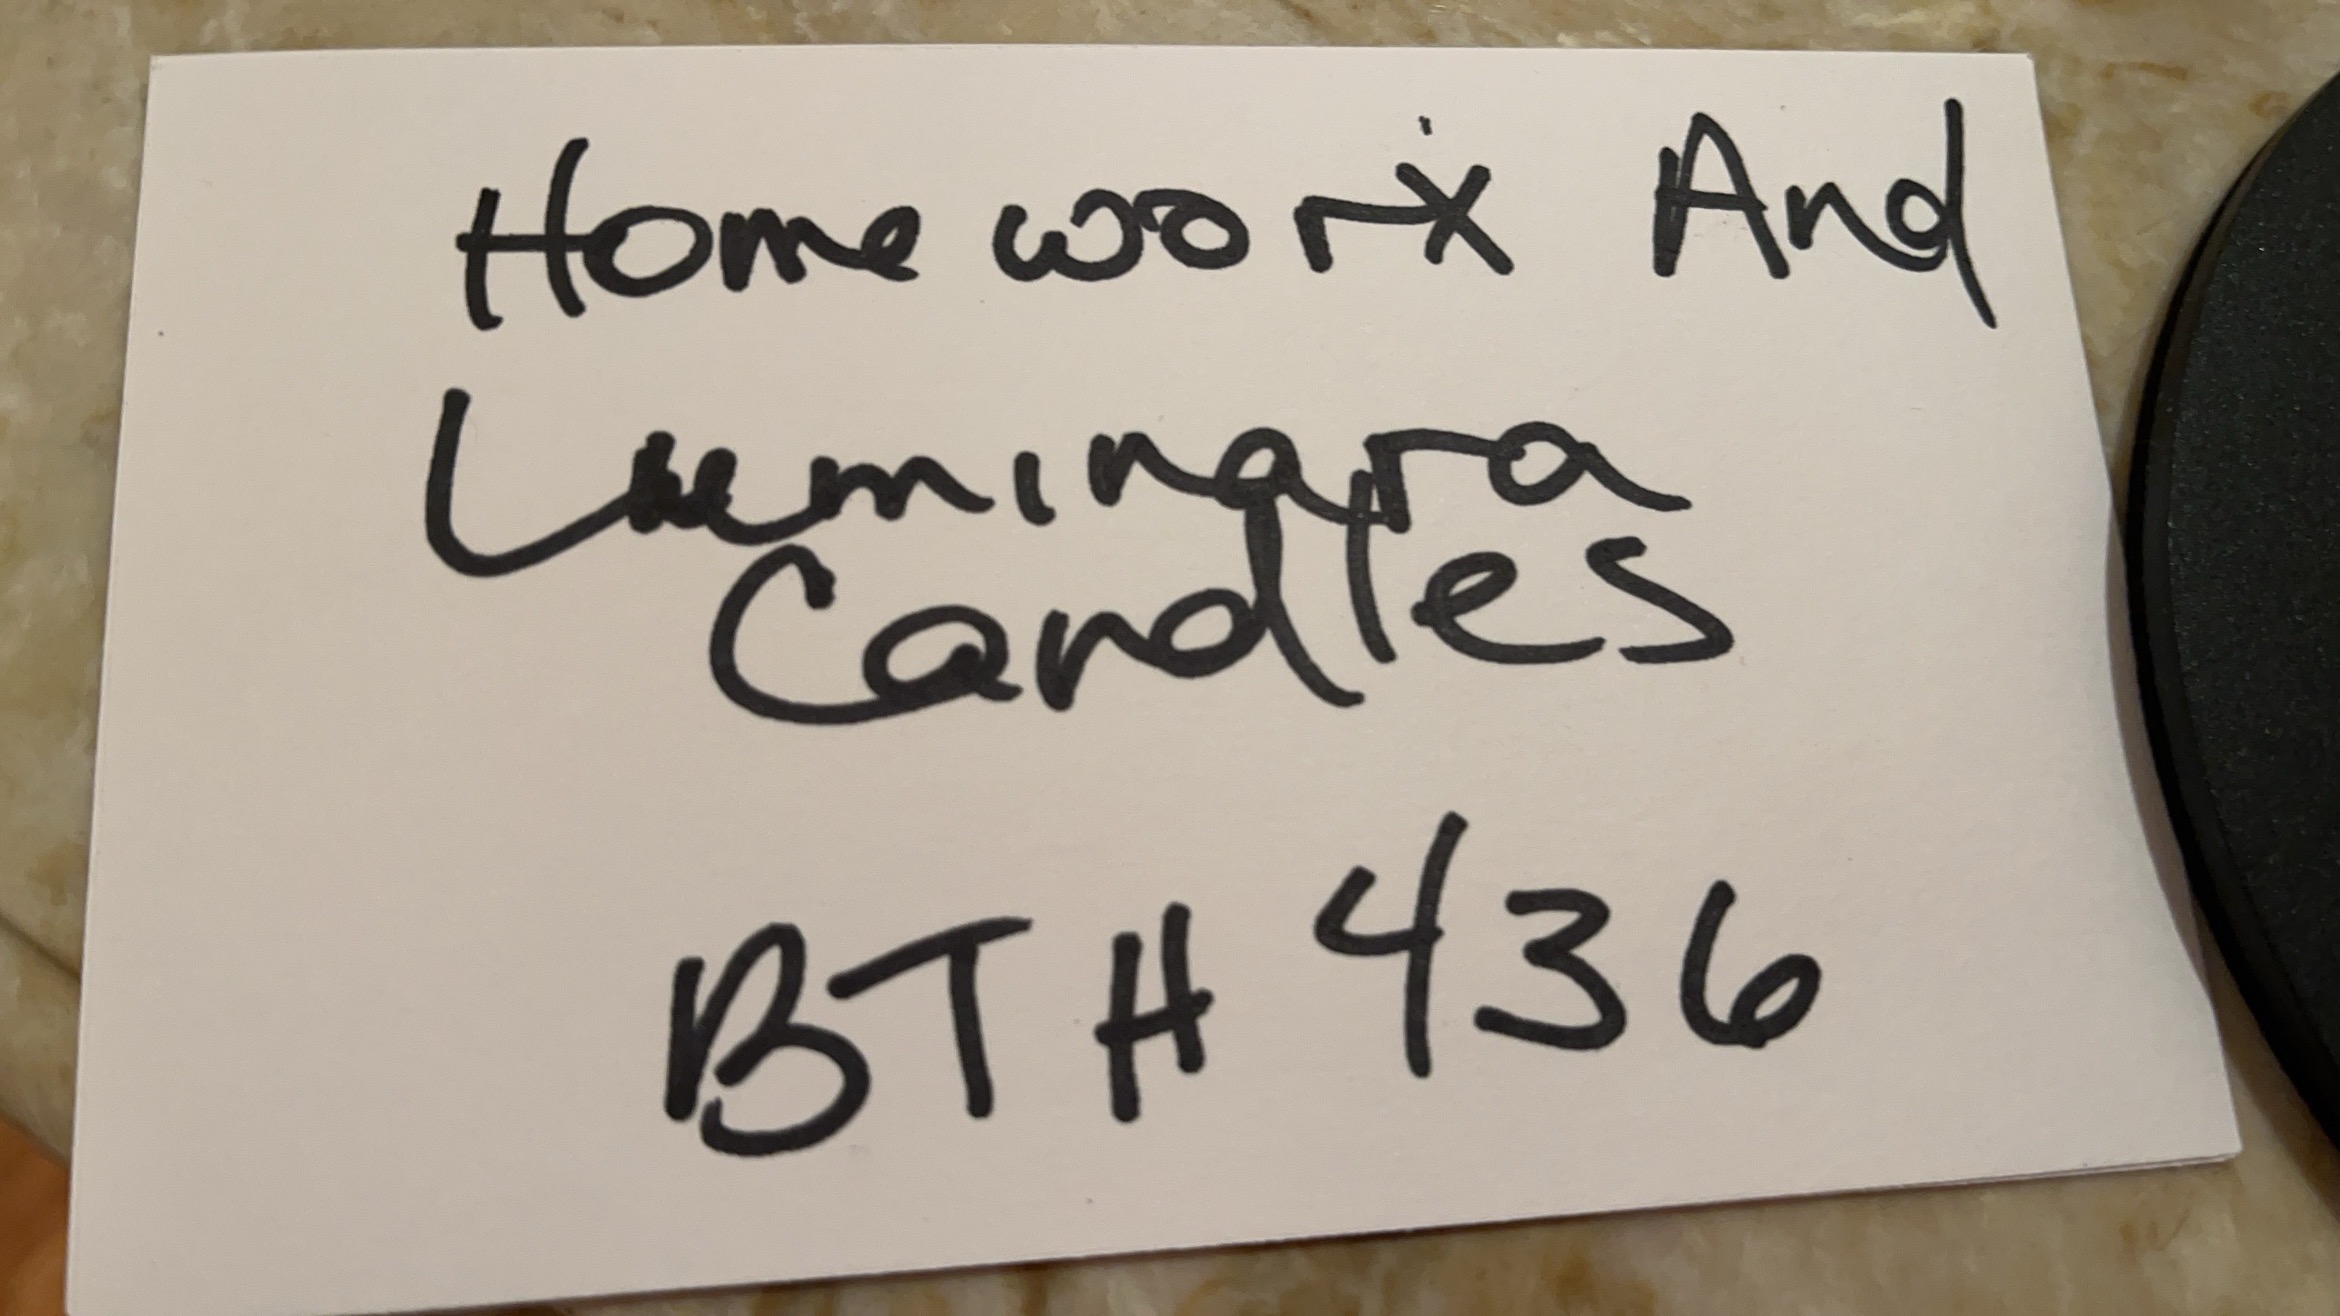 Homeworx And
Luminara
Candles
BTH 436